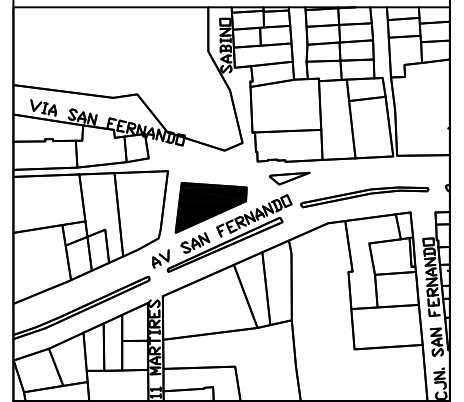 SABINO
VIA SAN FERNANDO
AV SAN FERNANDO
11 MARTIRES
CJN. SAN FERNANDO